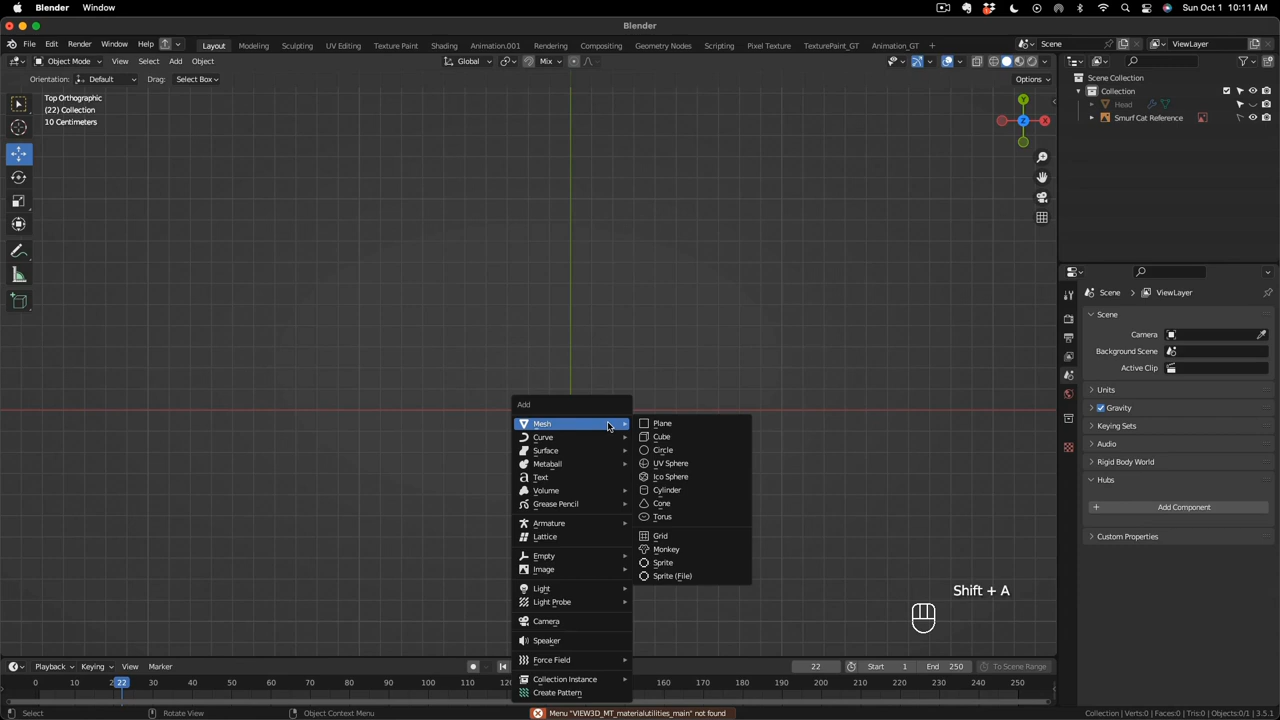 Blender Window Sun Oct 1 10:11 AM
Blender
File Edit Render Window Help Layout Modeling Sculpting UV Editing Texture Paint Shading Animation.001 Rendering Compositing Geometry Nodes Scripting Pixel Texture TexturePaint_GT Animation_GT + Scene ViewLayer
Object Mode View Select Add Object Global Mix
Orientation: Default Drag: Select Box Options
Scene Collection
Collection
Head
Smurf Cat Reference
Top Orthographic
(22) Collection
10 Centimeters
Y
Z
X
Scene ViewLayer
Scene
Camera
Background Scene
Active Clip
Units
Gravity
Keying Sets
Audio
Rigid Body World
Hubs
+ Add Component
Custom Properties
Add
Mesh
Curve
Surface
Metaball
Text
Volume
Grease Pencil
Armature
Lattice
Empty
Image
Light
Light Probe
Camera
Speaker
Force Field
Collection Instance
Create Pattern
Plane
Cube
Circle
UV Sphere
Ico Sphere
Cylinder
Cone
Torus
Grid
Monkey
Sprite
Sprite (File)
Shift + A
Playback Keying View Marker 22 Start 1 End 250 To Scene Range
0 22 30 40 50 60 70 80 90 100 110 140 150 160 170 180 190 200 210 220 230 240 250
Select Rotate View Object Context Menu Menu "VIEW3D_MT_materialutilities_main" not found Collection | Verts:0 | Faces:0 | Tris:0 | Objects:0/1 | 3.5.1